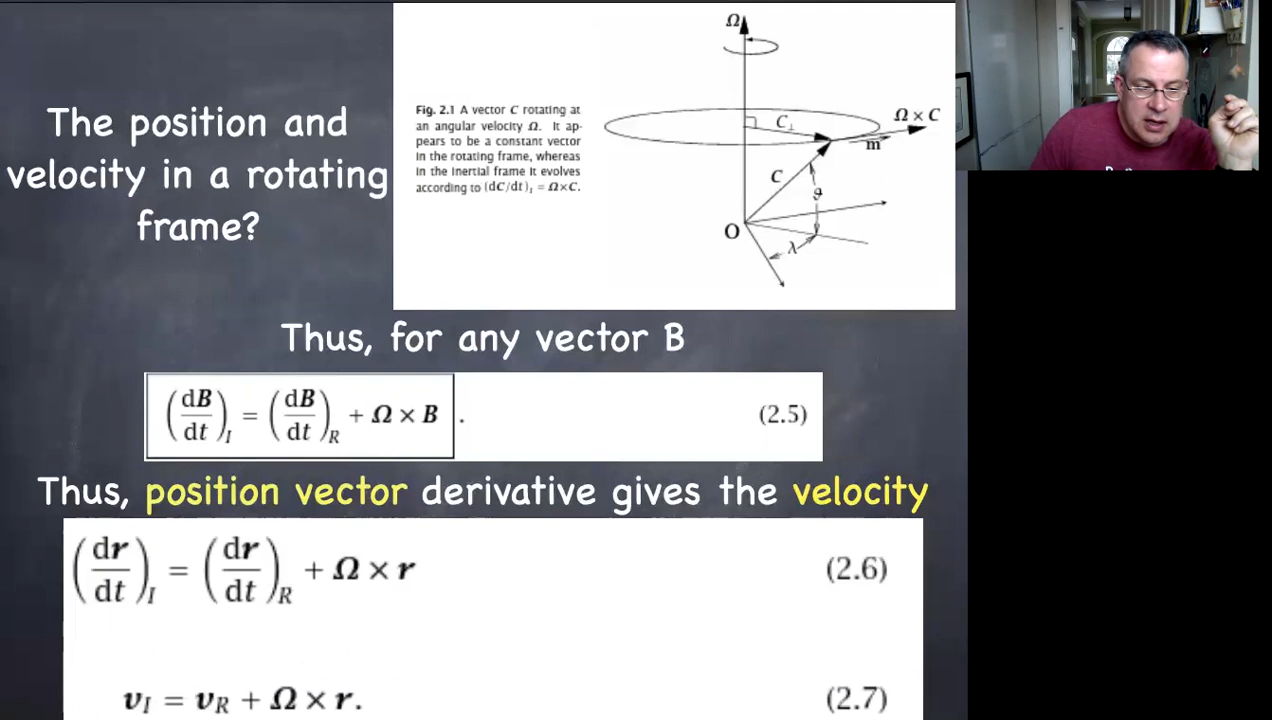 The position and
velocity in a rotating
frame?
Fig. 2.1 A vector C rotating at
an angular velocity Ω. It ap-
pears to be a constant vector
in the rotating frame, whereas
in the inertial frame it evolves
according to (dC/dt)_I = Ω×C.
Ω
C⊥
Ω × C
m
C
ϑ
O
λ
Thus, for any vector B
(dB/dt)_I = (dB/dt)_R + Ω × B. (2.5)
Thus, position vector derivative gives the velocity
(dr/dt)_I = (dr/dt)_R + Ω × r (2.6)
v_I = v_R + Ω × r. (2.7)